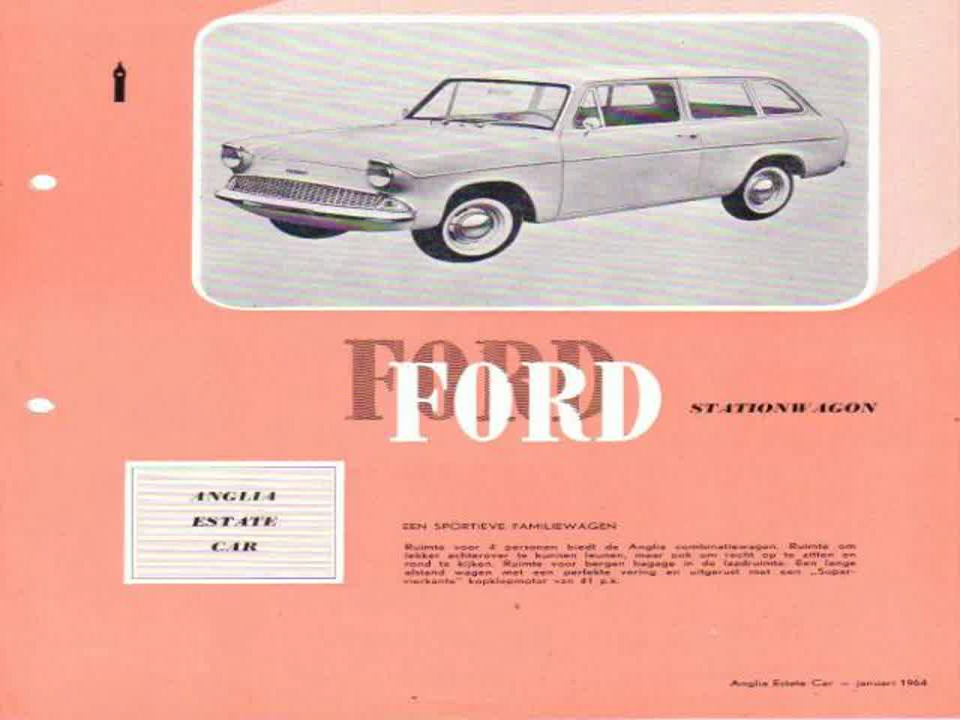 FORD
FORD
STATIONWAGON
ANGLIA
ESTATE
CAR
EEN SPORTIEVE FAMILIEWAGEN
Ruimte voor 4 personen biedt de Anglia combinatiewagen. Ruimte om
lekker achterover te kunnen leunen, maar ook om recht op te zitten en
rond te kijken. Ruimte voor bergen bagage in de laadruimte. Een lange
afstand wagen met een perfekte vering en uitgerust met een „Super-
vierkante" kopklepmotor van 41 p.k.
Anglia Estate Car — januari 1964